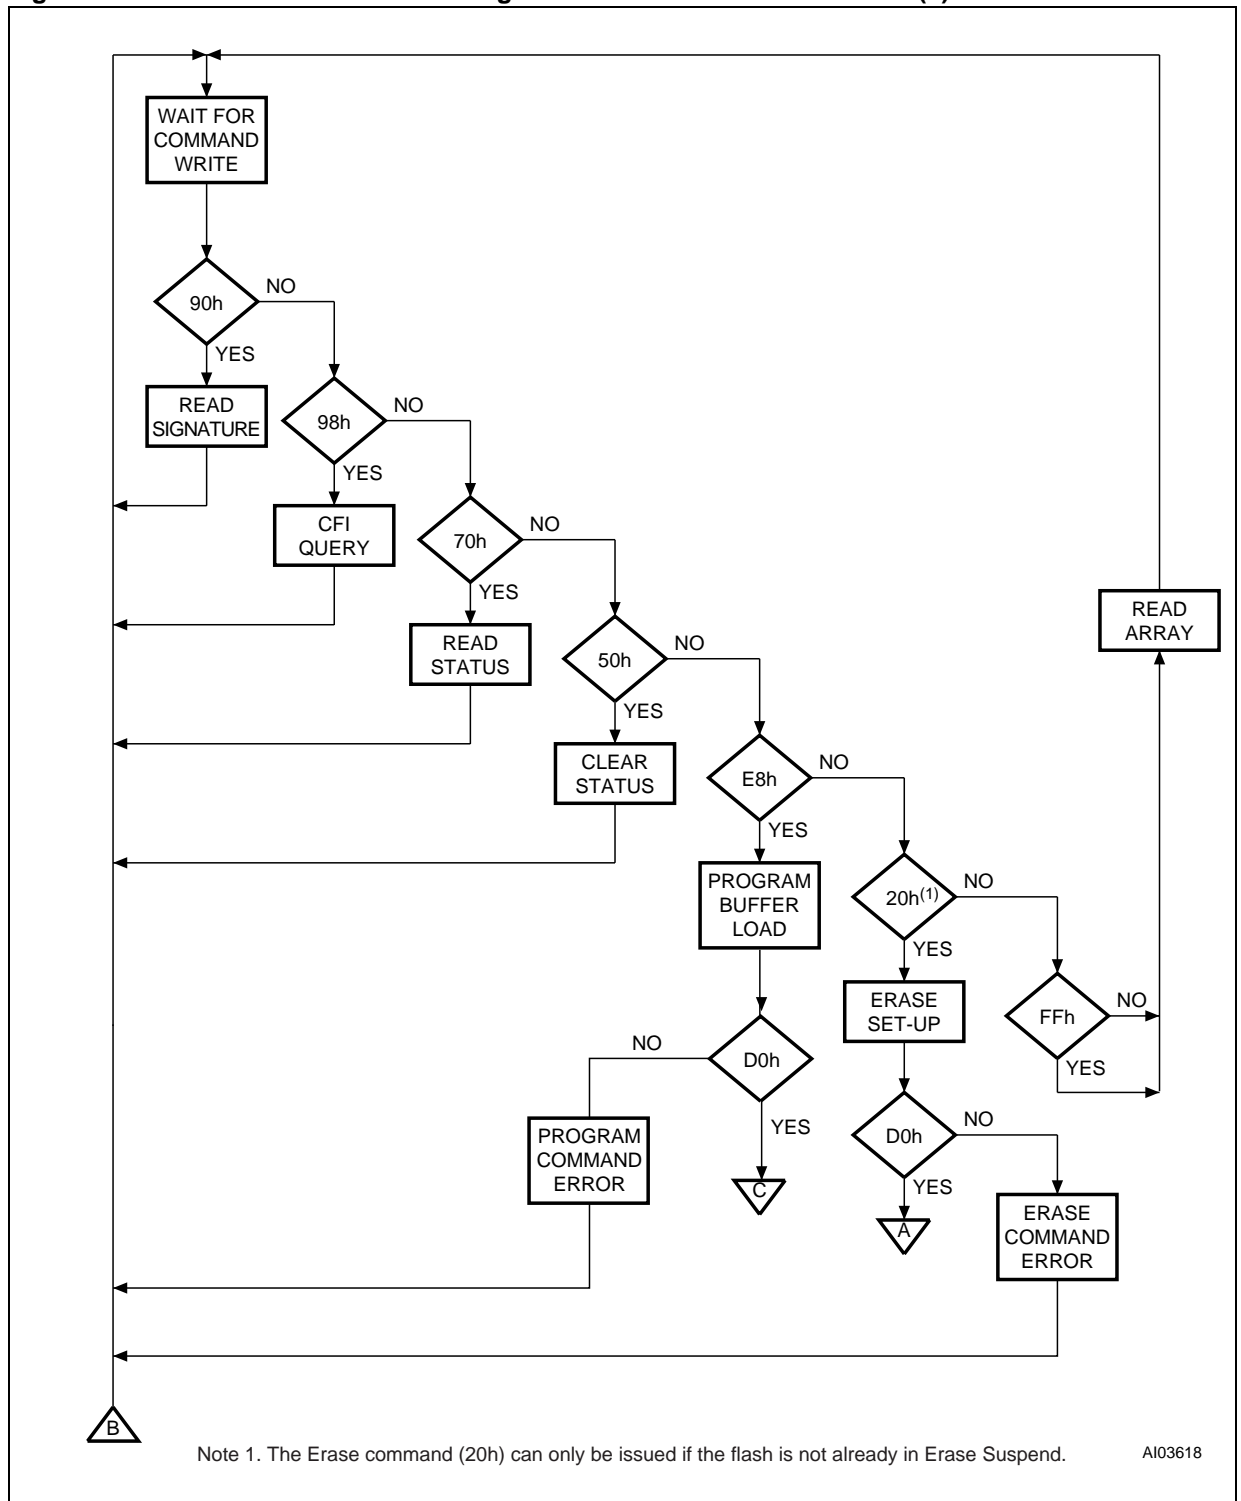 WAIT FOR
COMMAND
WRITE
90h
NO
YES
READ
SIGNATURE
98h
NO
YES
CFI
QUERY
70h
NO
YES
READ
STATUS
50h
NO
YES
CLEAR
STATUS
E8h
NO
YES
PROGRAM
BUFFER
LOAD
20h(1)
NO
YES
ERASE
SET-UP
FFh
NO
YES
READ
ARRAY
D0h
NO
YES
PROGRAM
COMMAND
ERROR
C
D0h
NO
YES
A
ERASE
COMMAND
ERROR
B
Note 1. The Erase command (20h) can only be issued if the flash is not already in Erase Suspend.
AI03618